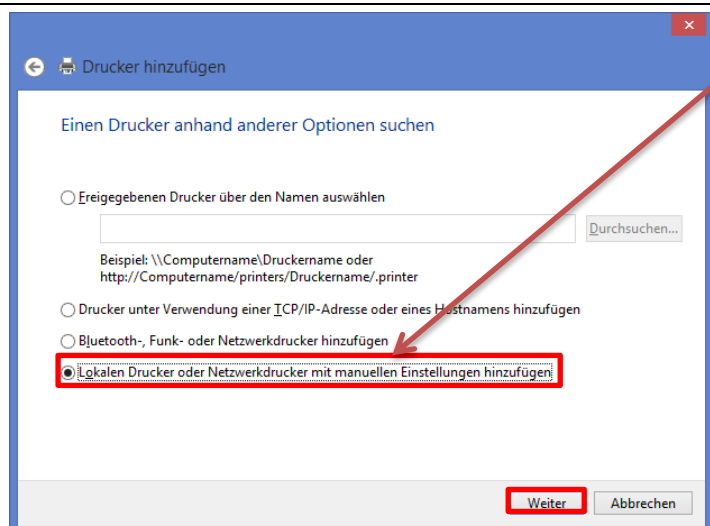 Drucker hinzufügen
Einen Drucker anhand anderer Optionen suchen
Freigegebenen Drucker über den Namen auswählen
Durchsuchen...
Beispiel: \\Computername\Druckername oder
http://Computername/printers/Druckername/.printer
Drucker unter Verwendung einer TCP/IP-Adresse oder eines Hostnamens hinzufügen
Bluetooth-, Funk- oder Netzwerkdrucker hinzufügen
Lokalen Drucker oder Netzwerkdrucker mit manuellen Einstellungen hinzufügen
Weiter Abbrechen